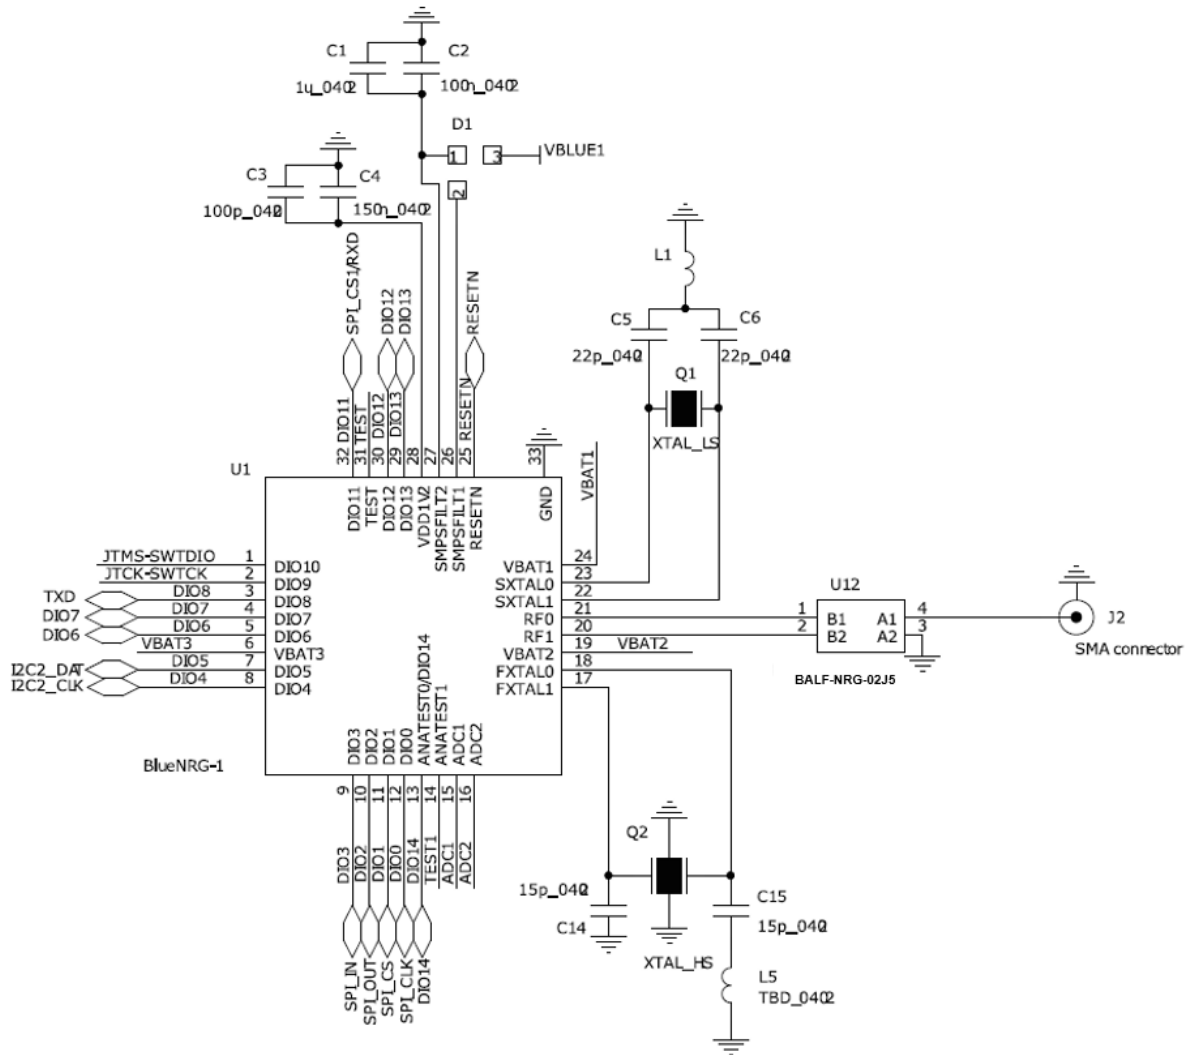 C1
C2
1u_0402
100n_0402
D1
1
3
VBLUE1
2
C3
C4
100p_0402
150n_0402
SPI_CS1/RXD
DIO12
DIO13
RESETN
L1
C5
C6
22p_0402
22p_0402
Q1
XTAL_LS
32 DIO11
31 TEST
30 DIO12
29 DIO13
28
27
26
25 RESETN
33
VBAT1
U1
DIO11
TEST
DIO12
DIO13
VDD1V2
SMPSFILT2
SMPSFILT1
RESETN
GND
JTMS-SWTDIO 1 DIO10
JTCK-SWTCK 2 DIO9
TXD DIO8 3 DIO8
DIO7 DIO7 4 DIO7
DIO6 DIO6 5 DIO6
VBAT3 6 VBAT3
I2C2_DAT DIO5 7 DIO5
I2C2_CLK DIO4 8 DIO4
VBAT1 24
SXTAL0 23
SXTAL1 22
RF0 21
RF1 20
VBAT2 19 VBAT2
FXTAL0 18
FXTAL1 17
U12
1 B1 A1 4
2 B2 A2 3
BALF-NRG-02J5
J2
SMA connector
DIO3
DIO2
DIO1
DIO0
ANATEST0/DIO14
ANATEST1
ADC1
ADC2
BlueNRG-1
9
10
11
12
13
14
15
16
DIO3
DIO2
DIO1
DIO0
DIO14
TEST1
ADC1
ADC2
SPI_IN
SPI_OUT
SPI_CS
SPI_CLK
DIO14
Q2
15p_0402
C14
XTAL_HS
C15
15p_0402
L5
TBD_0402